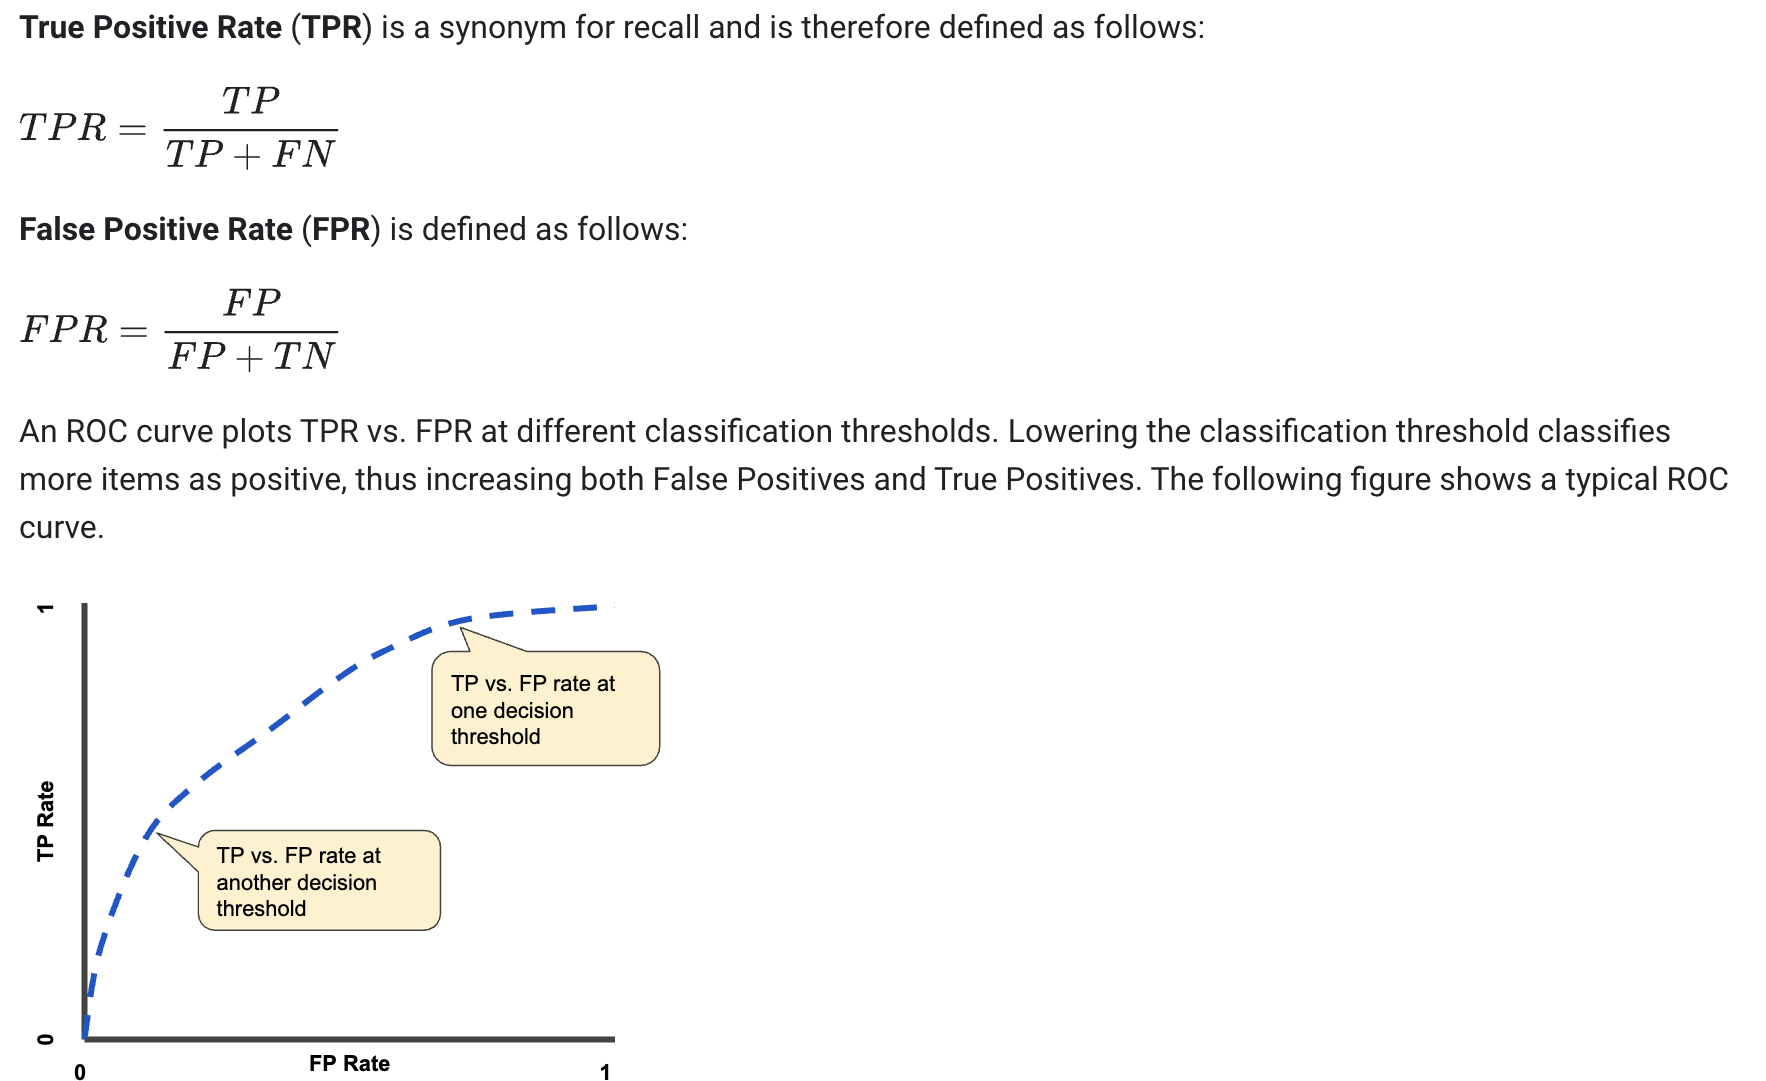 True Positive Rate (TPR) is a synonym for recall and is therefore defined as follows:
TPR = TP / TP + FN
False Positive Rate (FPR) is defined as follows:
FPR = FP / FP + TN
An ROC curve plots TPR vs. FPR at different classification thresholds. Lowering the classification threshold classifies
more items as positive, thus increasing both False Positives and True Positives. The following figure shows a typical ROC
curve.
1
TP vs. FP rate at
one decision
threshold
TP Rate
TP vs. FP rate at
another decision
threshold
0
0
FP Rate
1